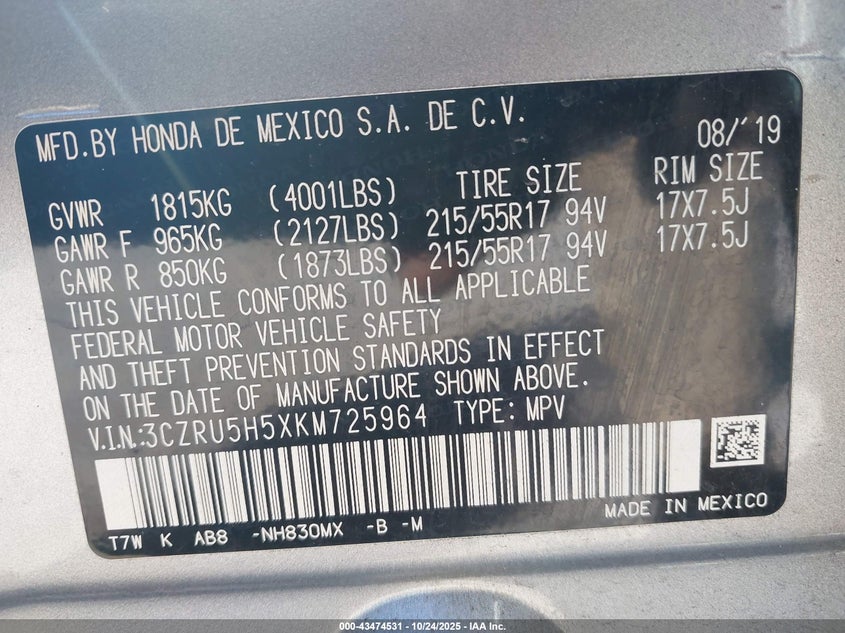 MFD.BY HONDA DE MEXICO S.A. DE C.V.
08/'19
GVWR 1815KG (4001LBS) TIRE SIZE RIM SIZE
GAWR F 965KG (2127LBS) 215/55R17 94V 17X7.5J
GAWR R 850KG (1873LBS) 215/55R17 94V 17X7.5J
THIS VEHICLE CONFORMS TO ALL APPLICABLE
FEDERAL MOTOR VEHICLE SAFETY
AND THEFT PREVENTION STANDARDS IN EFFECT
ON THE DATE OF MANUFACTURE SHOWN ABOVE.
V.I.N.:3CZRU5H5XKM725964 TYPE: MPV
MADE IN MEXICO
T7W K AB8 -NH830MX -B -M
000-43474531 - 10/24/2025 - IAA Inc.